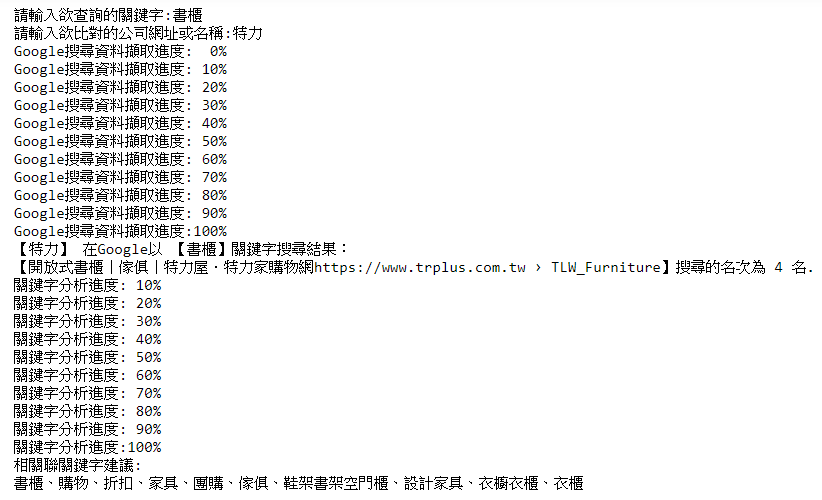 請輸入欲查詢的關鍵字:書櫃
請輸入欲比對的公司網址或名稱:特力
Google搜尋資料擷取進度:  0%
Google搜尋資料擷取進度: 10%
Google搜尋資料擷取進度: 20%
Google搜尋資料擷取進度: 30%
Google搜尋資料擷取進度: 40%
Google搜尋資料擷取進度: 50%
Google搜尋資料擷取進度: 60%
Google搜尋資料擷取進度: 70%
Google搜尋資料擷取進度: 80%
Google搜尋資料擷取進度: 90%
Google搜尋資料擷取進度:100%
【特力】 在Google以 【書櫃】關鍵字搜尋結果：
【開放式書櫃｜傢俱｜特力屋・特力家購物網https://www.trplus.com.tw › TLW_Furniture】搜尋的名次為 4 名.
關鍵字分析進度: 10%
關鍵字分析進度: 20%
關鍵字分析進度: 30%
關鍵字分析進度: 40%
關鍵字分析進度: 50%
關鍵字分析進度: 60%
關鍵字分析進度: 70%
關鍵字分析進度: 80%
關鍵字分析進度: 90%
關鍵字分析進度:100%
相關聯關鍵字建議:
書櫃、購物、折扣、家具、團購、傢俱、鞋架書架空門櫃、設計家具、衣櫥衣櫃、衣櫃